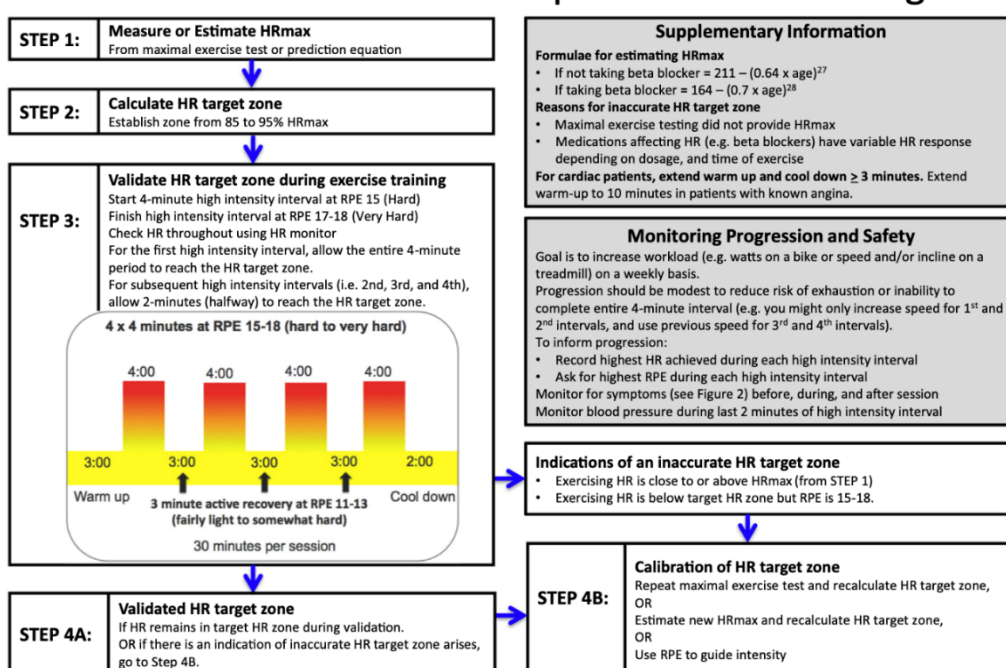 STEP 1:
Measure or Estimate HRmax
From maximal exercise test or prediction equation
STEP 2:
Calculate HR target zone
Establish zone from 85 to 95% HRmax
STEP 3:
Validate HR target zone during exercise training
Start 4-minute high intensity interval at RPE 15 (Hard)
Finish high intensity interval at RPE 17-18 (Very Hard)
Check HR throughout using HR monitor
For the first high intensity interval, allow the entire 4-minute
period to reach the HR target zone.
For subsequent high intensity intervals (i.e. 2nd, 3rd, and 4th),
allow 2-minutes (halfway) to reach the HR target zone.
4 x 4 minutes at RPE 15-18 (hard to very hard)
4:00 4:00 4:00 4:00
3:00 3:00 3:00 3:00 2:00
Warm up
Cool down
3 minute active recovery at RPE 11-13
(fairly light to somewhat hard)
30 minutes per session
STEP 4A:
Validated HR target zone
If HR remains in target HR zone during validation.
OR if there is an indication of inaccurate HR target zone arises,
go to Step 4B.
Supplementary Information
Formulae for estimating HRmax
• If not taking beta blocker = 211 – (0.64 x age)27
• If taking beta blocker = 164 – (0.7 x age)28
Reasons for inaccurate HR target zone
• Maximal exercise testing did not provide HRmax
• Medications affecting HR (e.g. beta blockers) have variable HR response
depending on dosage, and time of exercise
For cardiac patients, extend warm up and cool down ≥ 3 minutes. Extend
warm-up to 10 minutes in patients with known angina.
Monitoring Progression and Safety
Goal is to increase workload (e.g. watts on a bike or speed and/or incline on a
treadmill) on a weekly basis.
Progression should be modest to reduce risk of exhaustion or inability to
complete entire 4-minute interval (e.g. you might only increase speed for 1st and
2nd intervals, and use previous speed for 3rd and 4th intervals).
To inform progression:
• Record highest HR achieved during each high intensity interval
• Ask for highest RPE during each high intensity interval
Monitor for symptoms (see Figure 2) before, during, and after session
Monitor blood pressure during last 2 minutes of high intensity interval
Indications of an inaccurate HR target zone
• Exercising HR is close to or above HRmax (from STEP 1)
• Exercising HR is below target HR zone but RPE is 15-18.
STEP 4B:
Calibration of HR target zone
Repeat maximal exercise test and recalculate HR target zone,
OR
Estimate new HRmax and recalculate HR target zone,
OR
Use RPE to guide intensity